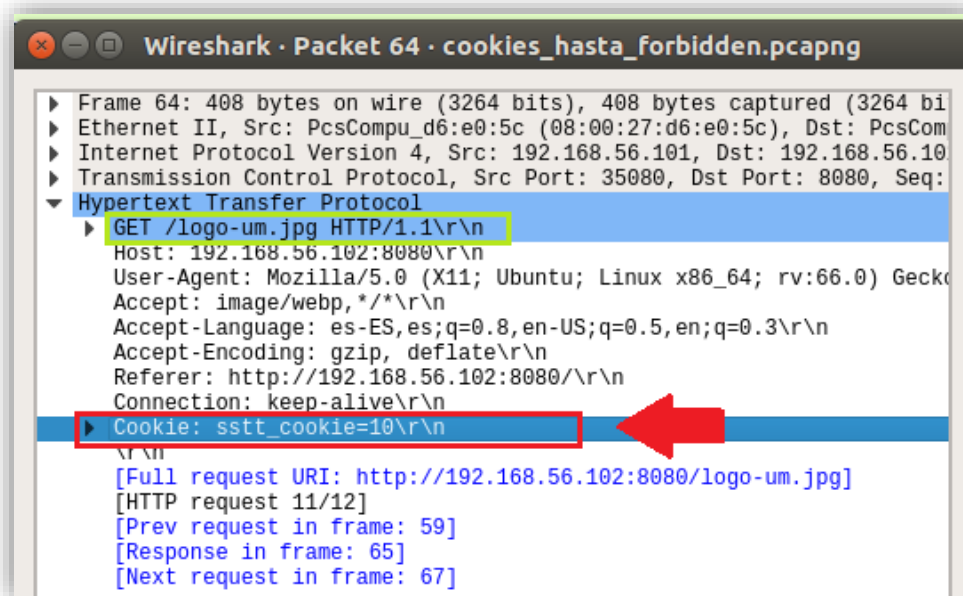 Wireshark · Packet 64 · cookies_hasta_forbidden.pcapng
Frame 64: 408 bytes on wire (3264 bits), 408 bytes captured (3264 bi
Ethernet II, Src: PcsCompu_d6:e0:5c (08:00:27:d6:e0:5c), Dst: PcsCom
Internet Protocol Version 4, Src: 192.168.56.101, Dst: 192.168.56.10
Transmission Control Protocol, Src Port: 35080, Dst Port: 8080, Seq:
Hypertext Transfer Protocol
GET /logo-um.jpg HTTP/1.1\r\n
Host: 192.168.56.102:8080\r\n
User-Agent: Mozilla/5.0 (X11; Ubuntu; Linux x86_64; rv:66.0) Gecko
Accept: image/webp,*/*\r\n
Accept-Language: es-ES,es;q=0.8,en-US;q=0.5,en;q=0.3\r\n
Accept-Encoding: gzip, deflate\r\n
Referer: http://192.168.56.102:8080/\r\n
Connection: keep-alive\r\n
Cookie: sstt_cookie=10\r\n
\r\n
[Full request URI: http://192.168.56.102:8080/logo-um.jpg]
[HTTP request 11/12]
[Prev request in frame: 59]
[Response in frame: 65]
[Next request in frame: 67]